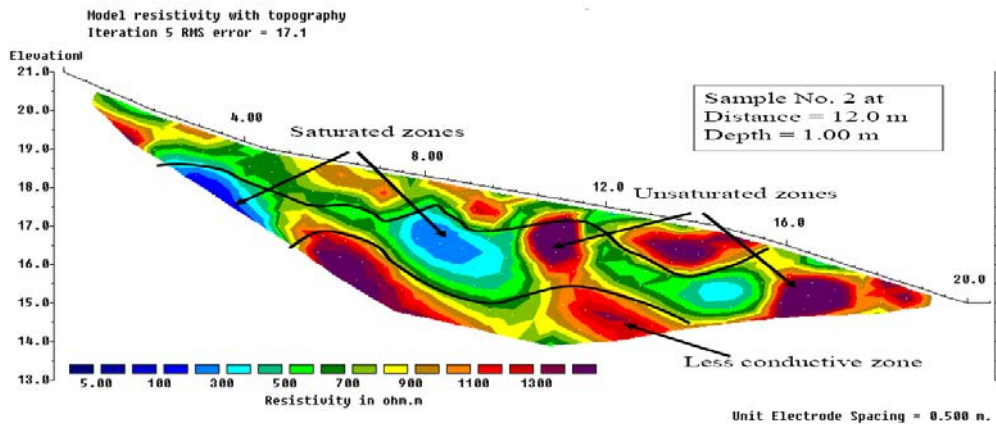 Model resistivity with topography
Iteration 5 RMS error = 17.1
Elevation
21.0
20.0
19.0
18.0
17.0
16.0
15.0
14.0
13.0
4.00
8.00
12.0
16.0
20.0
Saturated zones
Sample No. 2 at
Distance = 12.0 m
Depth = 1.00 m
Unsaturated zones
Less conductive zone
5.00 100 300 500 700 900 1100 1300
Resistivity in ohm.m
Unit Electrode Spacing = 0.500 m.